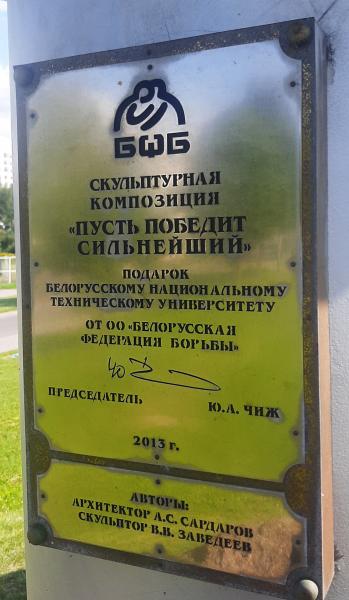 БФБ
СКУЛЬПТУРНАЯ
КОМПОЗИЦИЯ
«ПУСТЬ ПОБЕДИТ
СИЛЬНЕЙШИЙ»
ПОДАРОК
БЕЛОРУССКОМУ НАЦИОНАЛЬНОМУ
ТЕХНИЧЕСКОМУ УНИВЕРСИТЕТУ
ОТ ОО «БЕЛОРУССКАЯ
ФЕДЕРАЦИЯ БОРЬБЫ»
ПРЕДСЕДАТЕЛЬ Ю.А. ЧИЖ
2013 г.
АВТОРЫ:
АРХИТЕКТОР А.С. САРДАРОВ
СКУЛЬПТОР В.И. ЗАВЕДЕЕВ